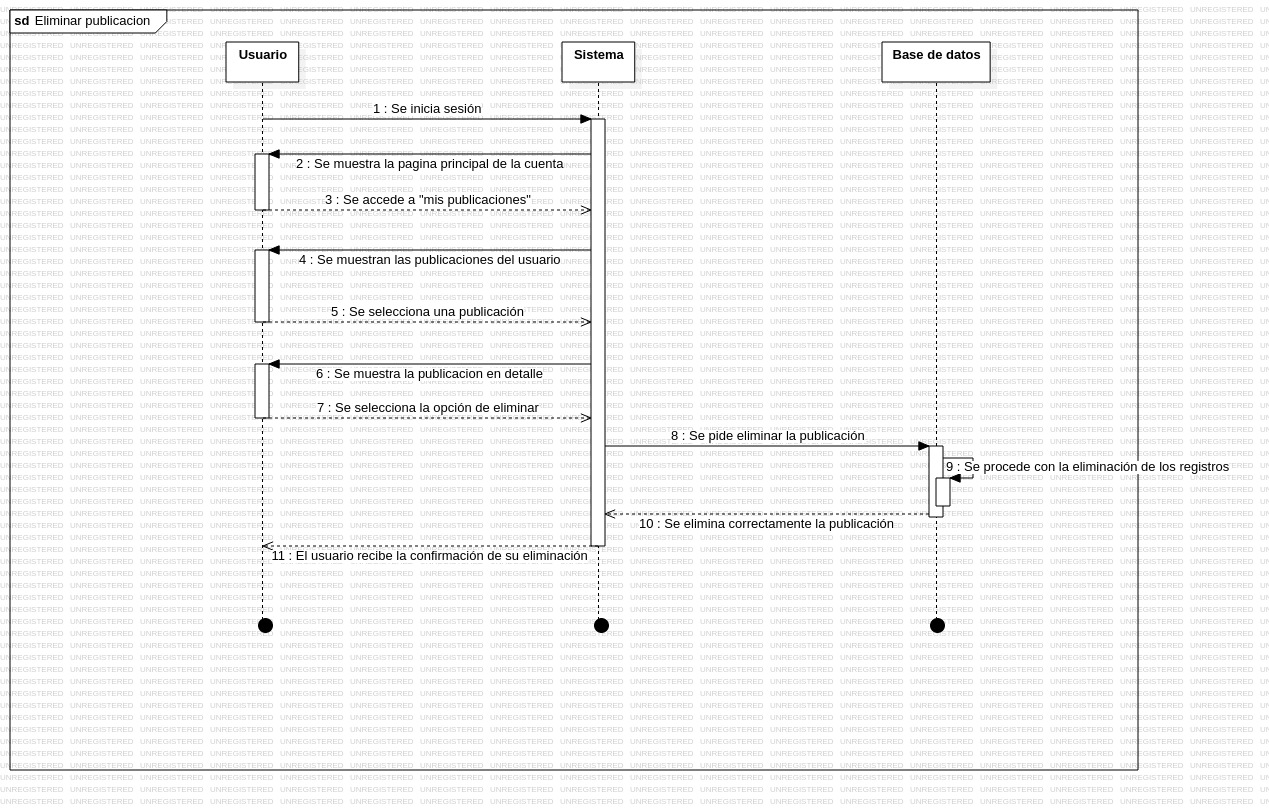 sd Eliminar publicacion
Usuario
Sistema
Base de datos
1 : Se inicia sesión
2 : Se muestra la pagina principal de la cuenta
3 : Se accede a "mis publicaciones"
4 : Se muestran las publicaciones del usuario
5 : Se selecciona una publicación
6 : Se muestra la publicacion en detalle
7 : Se selecciona la opción de eliminar
8 : Se pide eliminar la publicación
9 : Se procede con la eliminación de los registros
10 : Se elimina correctamente la publicación
11 : El usuario recibe la confirmación de su eliminación
UNREGISTERED